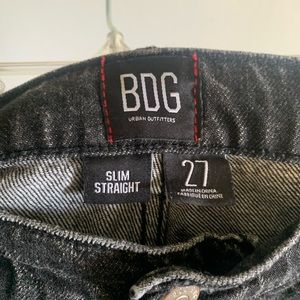 BDG
URBAN OUTFITTERS
SLIM
STRAIGHT
27
MADE IN CHINA
FABRIQUÉ EN CHINE